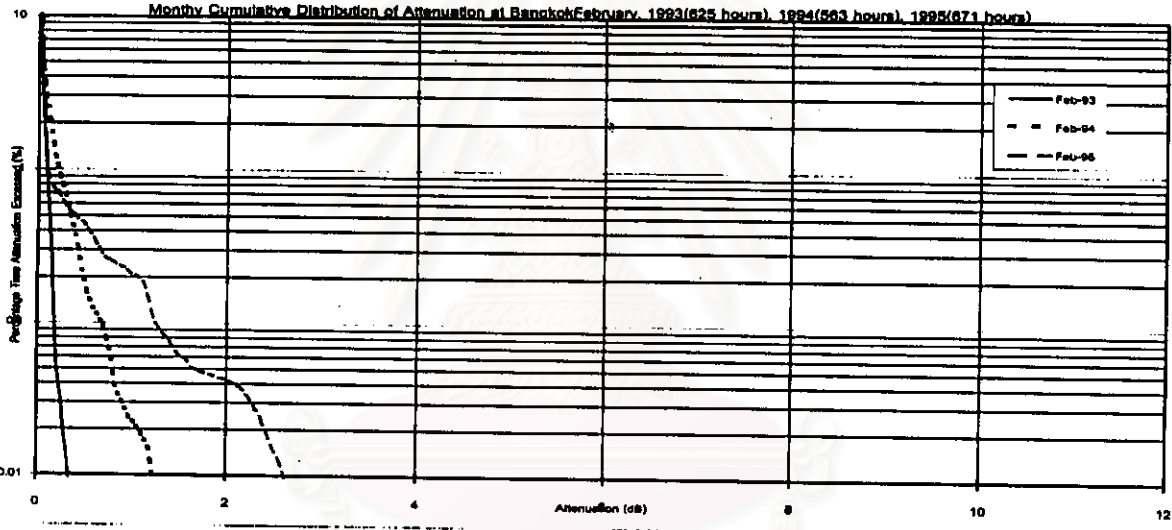 Monthy Cumulative Distribution of Attenuation at BangkokFebruary, 1993(625 hours), 1994(563 hours), 1995(671 hours)
10
Feb-93
Feb-94
Feb-95
Percentage Time Attenuation Exceeded (%)
0.01
0 2 4 6 8 10 12
Attenuation (dB)